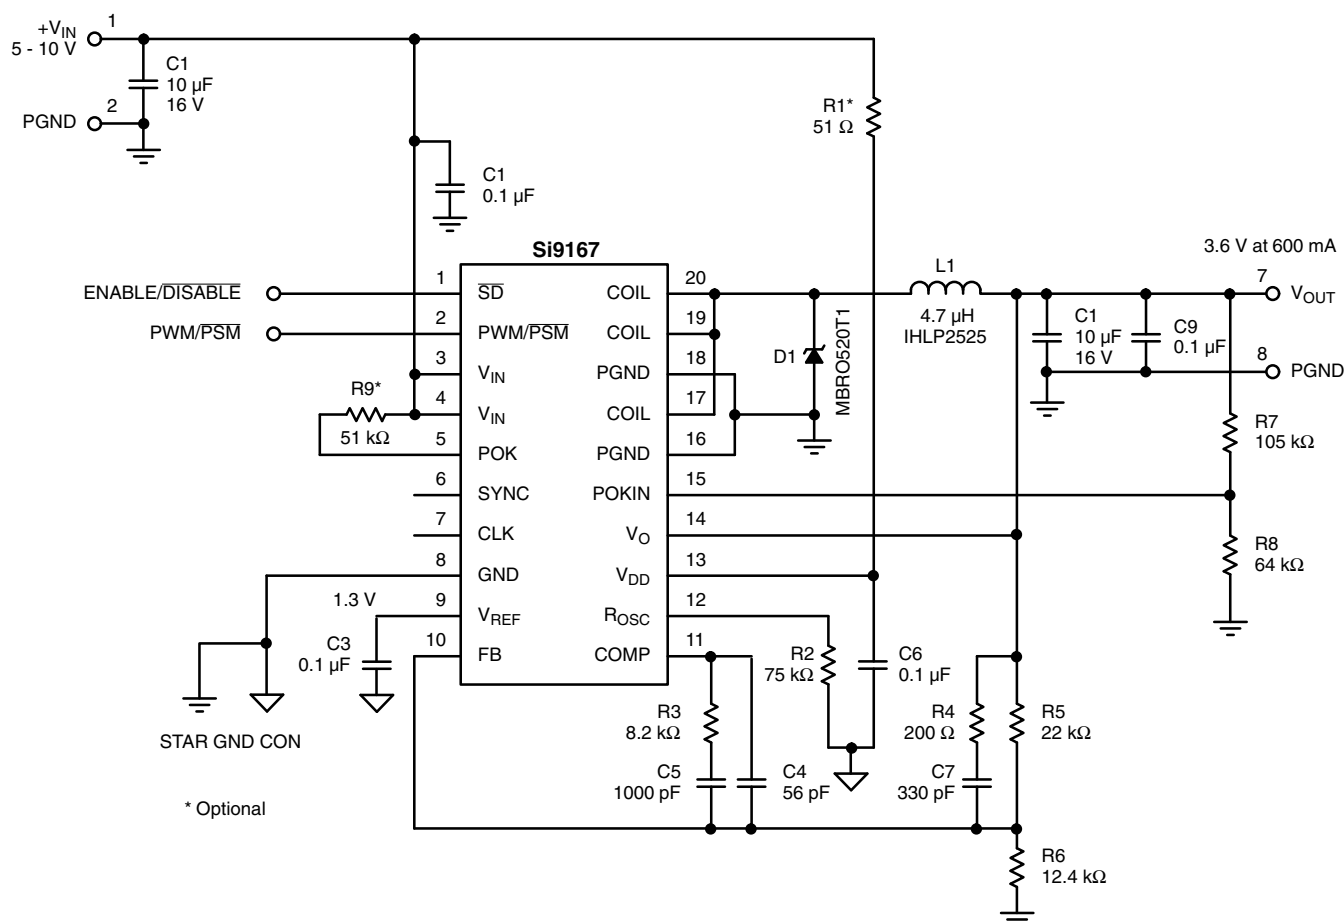 +VIN
5 - 10 V
1
C1
10 µF
16 V
2
PGND
R1*
51 Ω
C1
0.1 µF
Si9167
3.6 V at 600 mA
ENABLE/DISABLE
1
SD
COIL
20
L1
4.7 µH
IHLP2525
7
VOUT
PWM/PSM
2
PWM/PSM
COIL
19
D1
MBRO520T1
C1
10 µF
16 V
C9
0.1 µF
8
PGND
3
VIN
PGND
18
R9*
51 kΩ
4
VIN
COIL
17
R7
105 kΩ
5
POK
PGND
16
6
SYNC
POKIN
15
7
CLK
VO
14
R8
64 kΩ
8
GND
VDD
13
1.3 V
9
VREF
ROSC
12
C3
0.1 µF
10
FB
COMP
11
R2
75 kΩ
C6
0.1 µF
STAR GND CON
R3
8.2 kΩ
R4
200 Ω
R5
22 kΩ
C5
1000 pF
C4
56 pF
C7
330 pF
* Optional
R6
12.4 kΩ